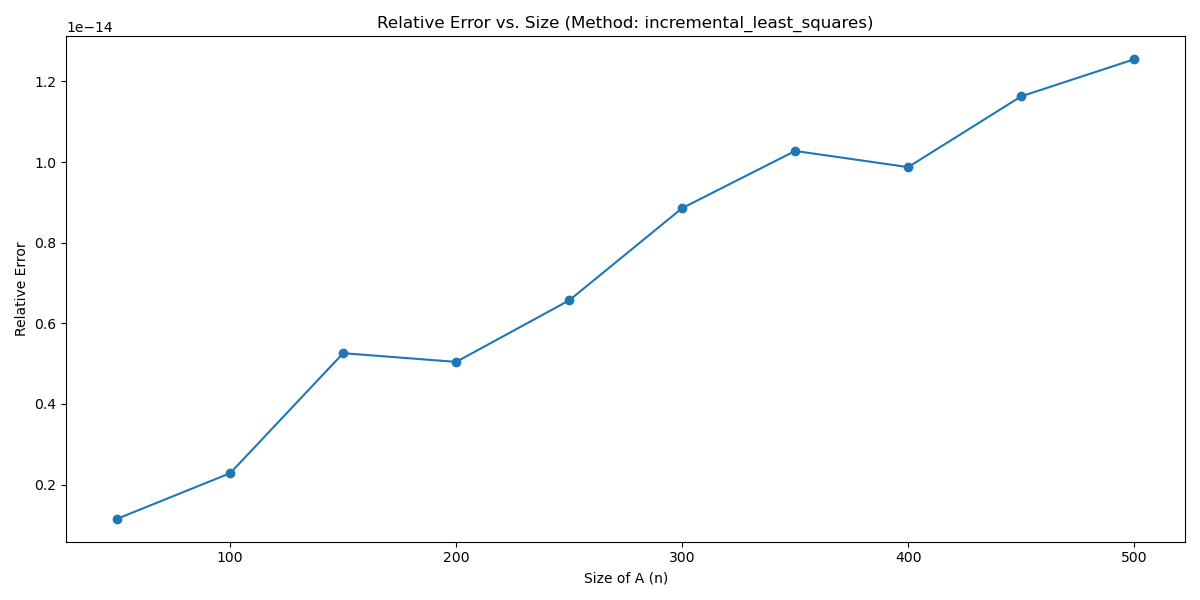 Relative Error vs. Size (Method: incremental_least_squares)
1e−14
1.2
1.0
0.8
0.6
0.4
0.2
Relative Error
100 200 300 400 500
Size of A (n)